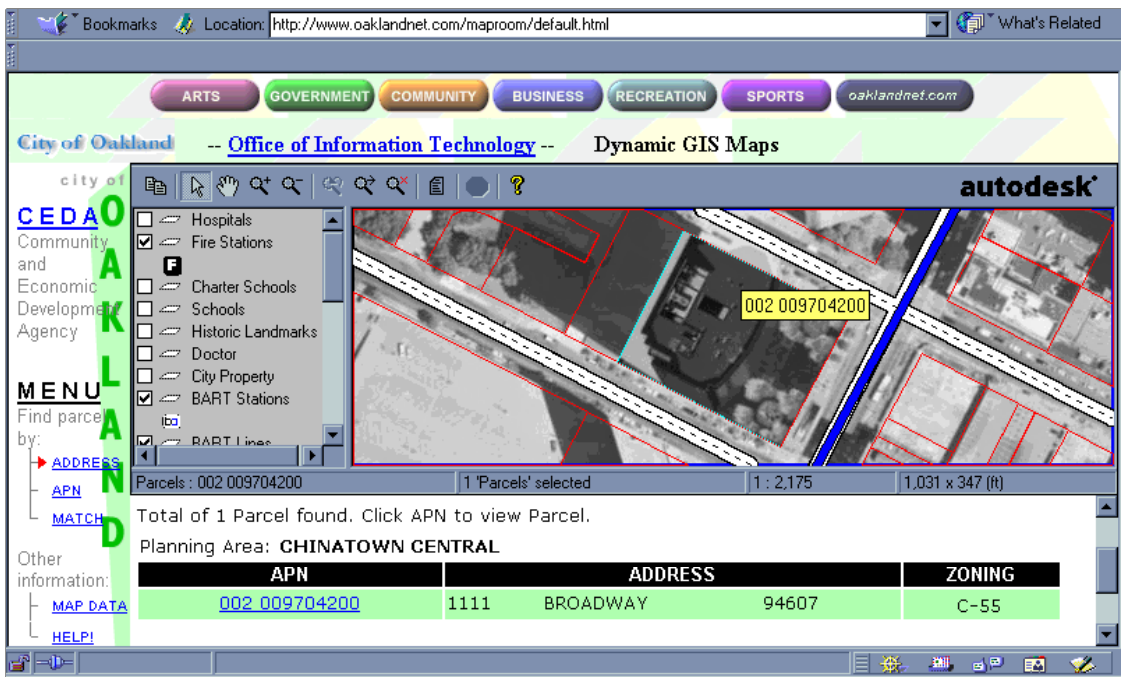 Bookmarks Location: http://www.oaklandnet.com/maproom/default.html What's Related
ARTS GOVERNMENT COMMUNITY BUSINESS RECREATION SPORTS oaklandnet.com
City of Oakland -- Office of Information Technology -- Dynamic GIS Maps
city of
OAKLAND
CEDA
Community
and
Economic
Development
Agency
MENU
Find parcel
by:
ADDRESS
APN
MATCH
Other
information:
MAP DATA
HELP!
autodesk
Hospitals
Fire Stations
F
Charter Schools
Schools
Historic Landmarks
Doctor
City Property
BART Stations
ba
BART Lines
002 009704200
Parcels : 002 009704200 1 'Parcels' selected 1 : 2,175 1,031 x 347 (ft)
Total of 1 Parcel found. Click APN to view Parcel.
Planning Area: CHINATOWN CENTRAL
APN ADDRESS ZONING
002 009704200 1111 BROADWAY 94607 C-55